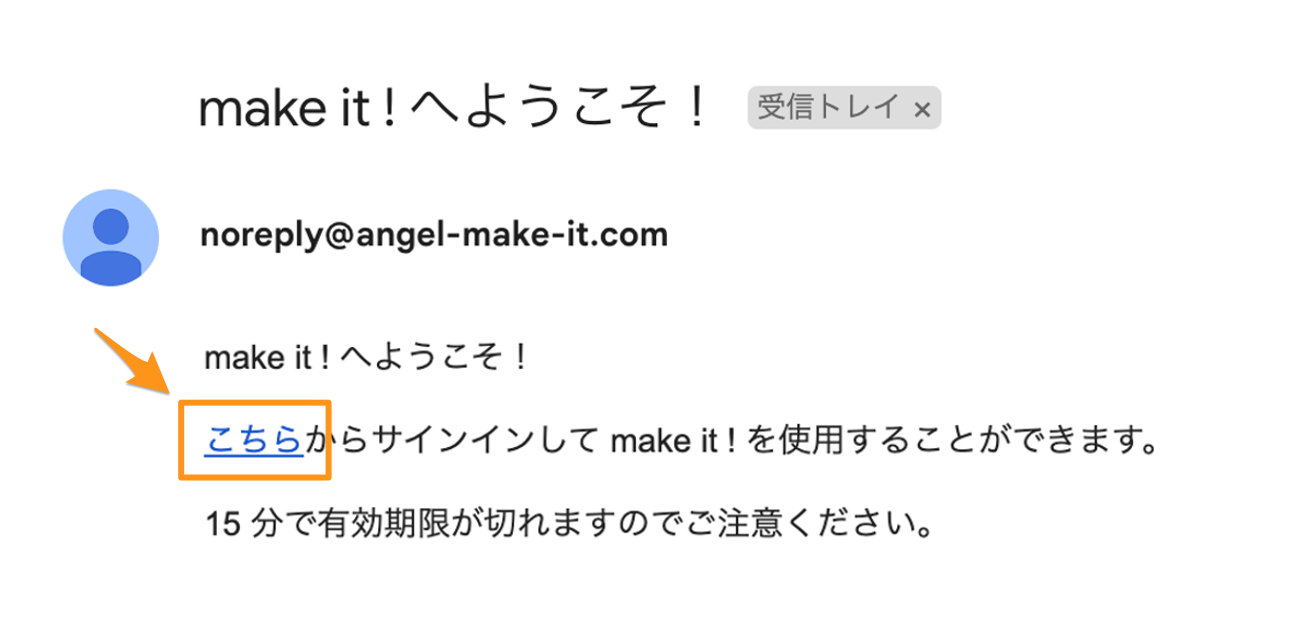 make it ! へようこそ！ 受信トレイ ×
noreply@angel-make-it.com
make it ! へようこそ！
こちらからサインインして make it ! を使用することができます。
15 分で有効期限が切れますのでご注意ください。